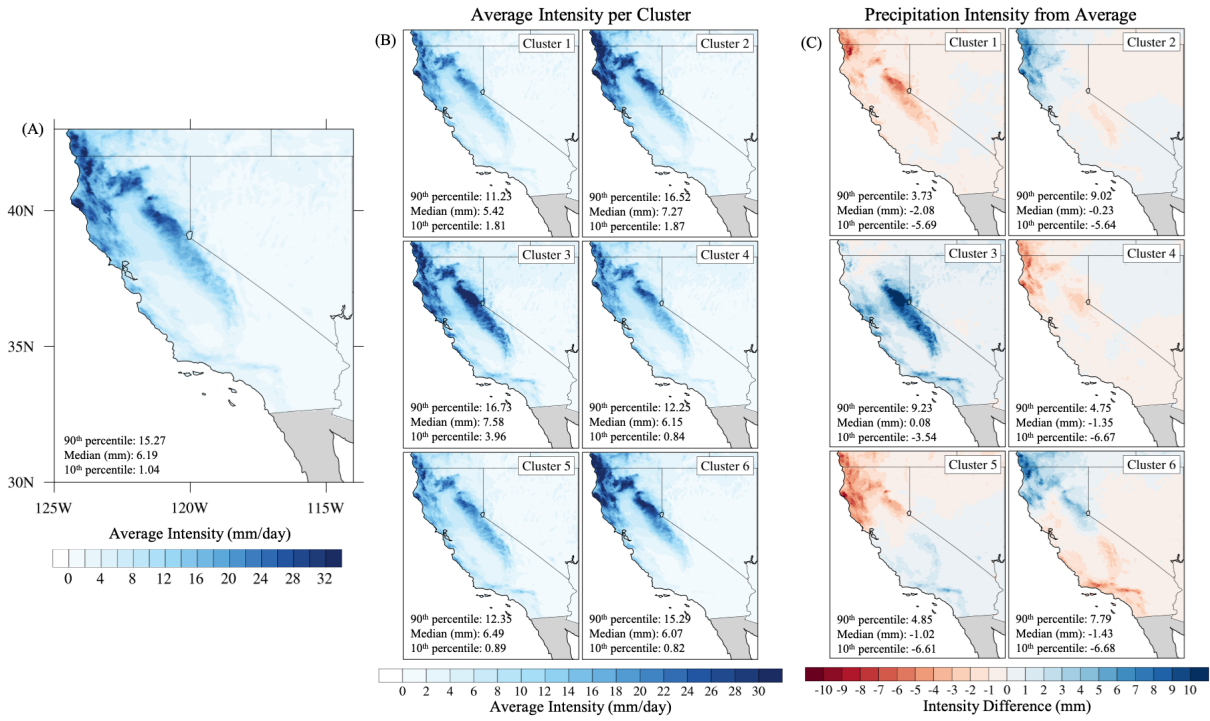 Average Intensity per Cluster
Precipitation Intensity from Average
(A)
40N
35N
30N
125W 120W 115W
90th percentile: 15.27
Median (mm): 6.19
10th percentile: 1.04
Average Intensity (mm/day)
0 4 8 12 16 20 24 28 32
(B)
Cluster 1
90th percentile: 11.23
Median (mm): 5.42
10th percentile: 1.81
Cluster 2
90th percentile: 16.52
Median (mm): 7.27
10th percentile: 1.87
Cluster 3
90th percentile: 16.73
Median (mm): 7.58
10th percentile: 3.96
Cluster 4
90th percentile: 12.25
Median (mm): 6.15
10th percentile: 0.84
Cluster 5
90th percentile: 12.35
Median (mm): 6.49
10th percentile: 0.89
Cluster 6
90th percentile: 15.29
Median (mm): 6.07
10th percentile: 0.82
0 2 4 6 8 10 12 14 16 18 20 22 24 26 28 30
Average Intensity (mm/day)
(C)
Cluster 1
90th percentile: 3.73
Median (mm): -2.08
10th percentile: -5.69
Cluster 2
90th percentile: 9.02
Median (mm): -0.23
10th percentile: -5.64
Cluster 3
90th percentile: 9.23
Median (mm): 0.08
10th percentile: -3.54
Cluster 4
90th percentile: 4.75
Median (mm): -1.35
10th percentile: -6.67
Cluster 5
90th percentile: 4.85
Median (mm): -1.02
10th percentile: -6.61
Cluster 6
90th percentile: 7.79
Median (mm): -1.43
10th percentile: -6.68
-10 -9 -8 -7 -6 -5 -4 -3 -2 -1 0 1 2 3 4 5 6 7 8 9 10
Intensity Difference (mm)